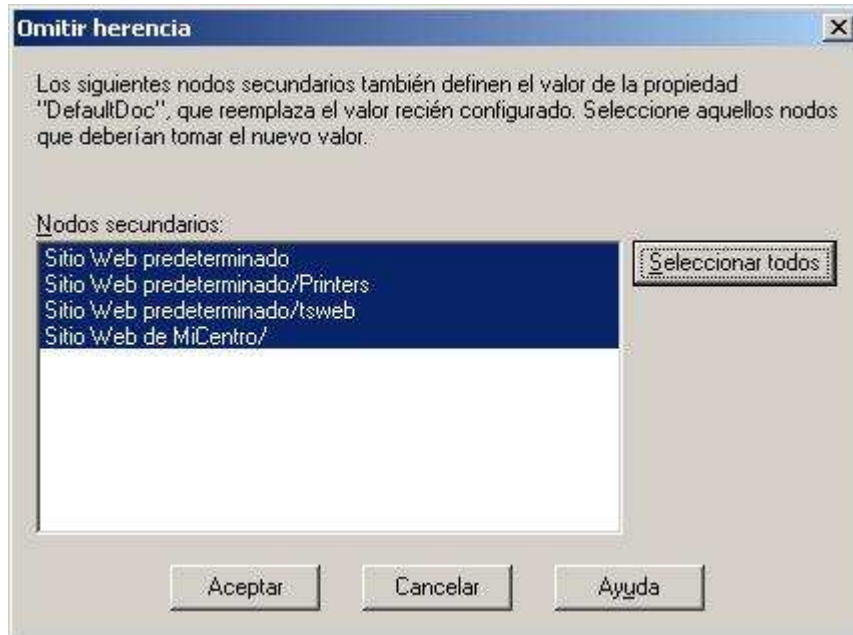 Omitir herencia
Los siguientes nodos secundarios también definen el valor de la propiedad
"DefaultDoc", que reemplaza el valor recién configurado. Seleccione aquellos nodos
que deberían tomar el nuevo valor.
Nodos secundarios:
Sitio Web predeterminado
Seleccionar todos
Sitio Web predeterminado/Printers
Sitio Web predeterminado/tsweb
Sitio Web de MiCentro/
Aceptar Cancelar Ayuda